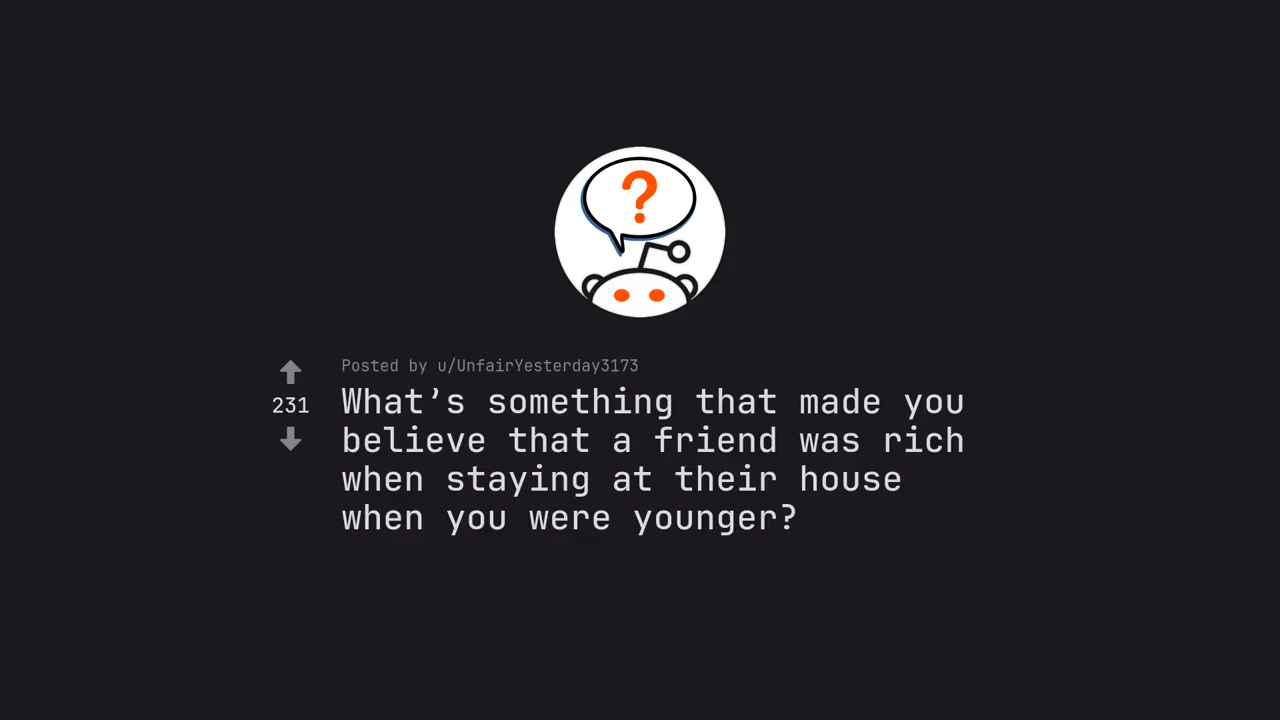 ?
Posted by u/UnfairYesterday3173
231
What’s something that made you
believe that a friend was rich
when staying at their house
when you were younger?